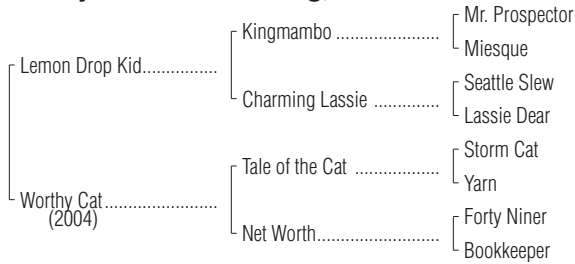 Mr. Prospector
Kingmambo ..................
Miesque
Lemon Drop Kid.............
Seattle Slew
Charming Lassie ...........
Lassie Dear
Storm Cat
Tale of the Cat ..............
Yarn
Worthy Cat...................
(2004)
Forty Niner
Net Worth.....................
Bookkeeper